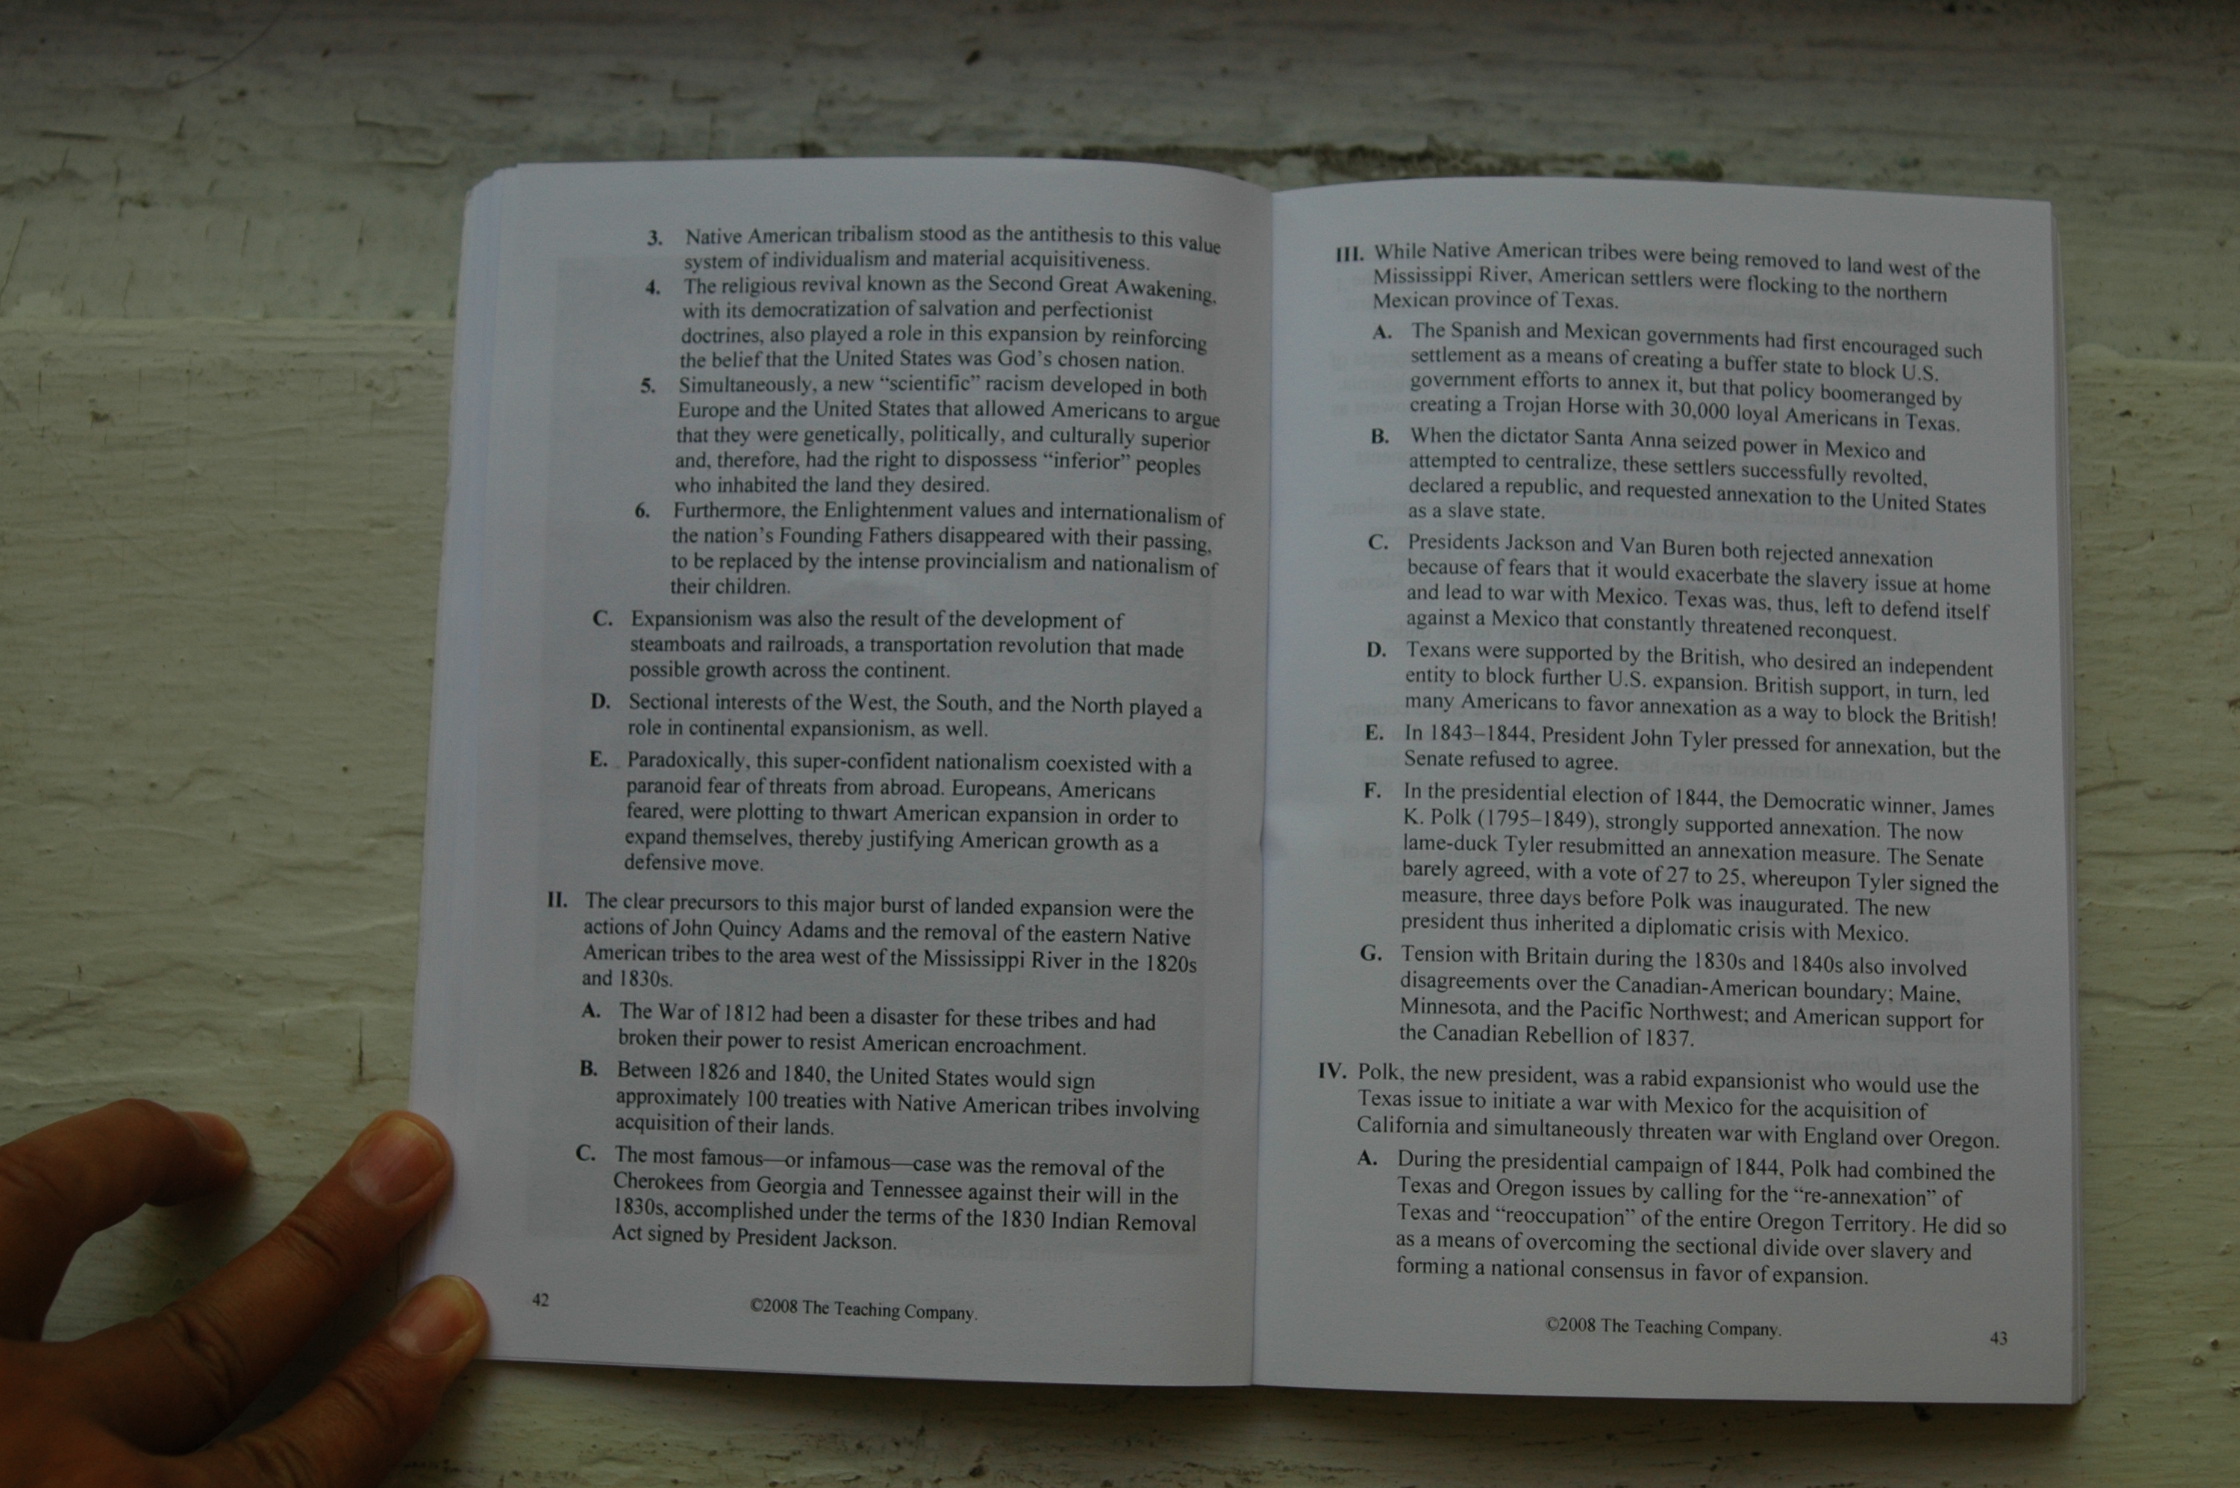 3. Native American tribalism stood as the antithesis to this value
system of individualism and material acquisitiveness.
4. The religious revival known as the Second Great Awakening,
with its democratization of salvation and perfectionist
doctrines, also played a role in this expansion by reinforcing
the belief that the United States was God's chosen nation.
5. Simultaneously, a new “scientific” racism developed in both
Europe and the United States that allowed Americans to argue
that they were genetically, politically, and culturally superior
and, therefore, had the right to dispossess “inferior” peoples
who inhabited the land they desired.
6. Furthermore, the Enlightenment values and internationalism of
the nation's Founding Fathers disappeared with their passing,
to be replaced by the intense provincialism and nationalism of
their children.
C. Expansionism was also the result of the development of
steamboats and railroads, a transportation revolution that made
possible growth across the continent.
D. Sectional interests of the West, the South, and the North played a
role in continental expansionism, as well.
E. Paradoxically, this super-confident nationalism coexisted with a
paranoid fear of threats from abroad. Europeans, Americans
feared, were plotting to thwart American expansion in order to
expand themselves, thereby justifying American growth as a
defensive move.
II. The clear precursors to this major burst of landed expansion were the
actions of John Quincy Adams and the removal of the eastern Native
American tribes to the area west of the Mississippi River in the 1820s
and 1830s.
A. The War of 1812 had been a disaster for these tribes and had
broken their power to resist American encroachment.
B. Between 1826 and 1840, the United States would sign
approximately 100 treaties with Native American tribes involving
acquisition of their lands.
C. The most famous—or infamous—case was the removal of the
Cherokees from Georgia and Tennessee against their will in the
1830s, accomplished under the terms of the 1830 Indian Removal
Act signed by President Jackson.
42
©2008 The Teaching Company.
III. While Native American tribes were being removed to land west of the
Mississippi River, American settlers were flocking to the northern
Mexican province of Texas.
A. The Spanish and Mexican governments had first encouraged such
settlement as a means of creating a buffer state to block U.S.
government efforts to annex it, but that policy boomeranged by
creating a Trojan Horse with 30,000 loyal Americans in Texas.
B. When the dictator Santa Anna seized power in Mexico and
attempted to centralize, these settlers successfully revolted,
declared a republic, and requested annexation to the United States
as a slave state.
C. Presidents Jackson and Van Buren both rejected annexation
because of fears that it would exacerbate the slavery issue at home
and lead to war with Mexico. Texas was, thus, left to defend itself
against a Mexico that constantly threatened reconquest.
D. Texans were supported by the British, who desired an independent
entity to block further U.S. expansion. British support, in turn, led
many Americans to favor annexation as a way to block the British!
E. In 1843–1844, President John Tyler pressed for annexation, but the
Senate refused to agree.
F. In the presidential election of 1844, the Democratic winner, James
K. Polk (1795–1849), strongly supported annexation. The now
lame-duck Tyler resubmitted an annexation measure. The Senate
barely agreed, with a vote of 27 to 25, whereupon Tyler signed the
measure, three days before Polk was inaugurated. The new
president thus inherited a diplomatic crisis with Mexico.
G. Tension with Britain during the 1830s and 1840s also involved
disagreements over the Canadian-American boundary; Maine,
Minnesota, and the Pacific Northwest; and American support for
the Canadian Rebellion of 1837.
IV. Polk, the new president, was a rabid expansionist who would use the
Texas issue to initiate a war with Mexico for the acquisition of
California and simultaneously threaten war with England over Oregon.
A. During the presidential campaign of 1844, Polk had combined the
Texas and Oregon issues by calling for the “re-annexation” of
Texas and “reoccupation” of the entire Oregon Territory. He did so
as a means of overcoming the sectional divide over slavery and
forming a national consensus in favor of expansion.
©2008 The Teaching Company.
43